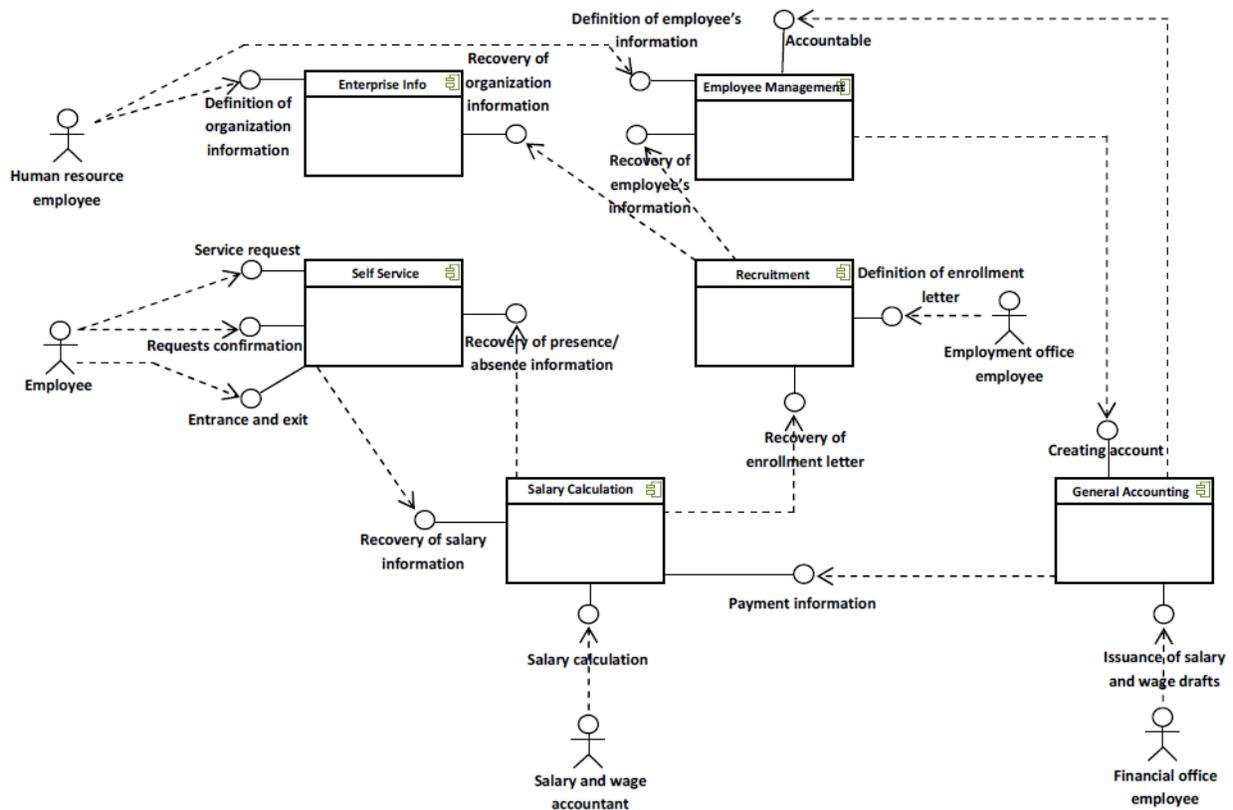 Definition of employee's
information
Accountable
Recovery of
organization
information
Enterprise Info
Employee Management
Definition of
organization
information
Human resource
employee
Recovery of
employee's
information
Service request
Self Service
Recruitment
Definition of enrollment
letter
Requests confirmation
Recovery of presence/
absence information
Employment office
employee
Employee
Entrance and exit
Recovery of
enrollment letter
Creating account
Salary Calculation
General Accounting
Recovery of salary
information
Payment information
Salary calculation
Issuance of salary
and wage drafts
Salary and wage
accountant
Financial office
employee